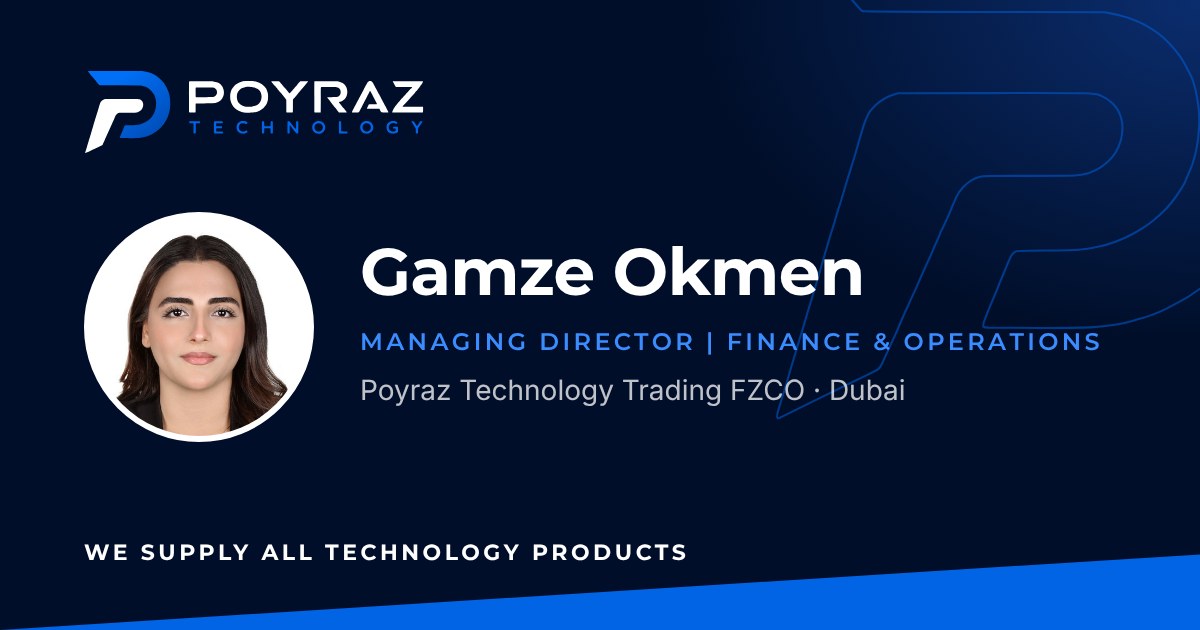 POYRAZ
TECHNOLOGY
Gamze Okmen
MANAGING DIRECTOR | FINANCE & OPERATIONS
Poyraz Technology Trading FZCO · Dubai
WE SUPPLY ALL TECHNOLOGY PRODUCTS